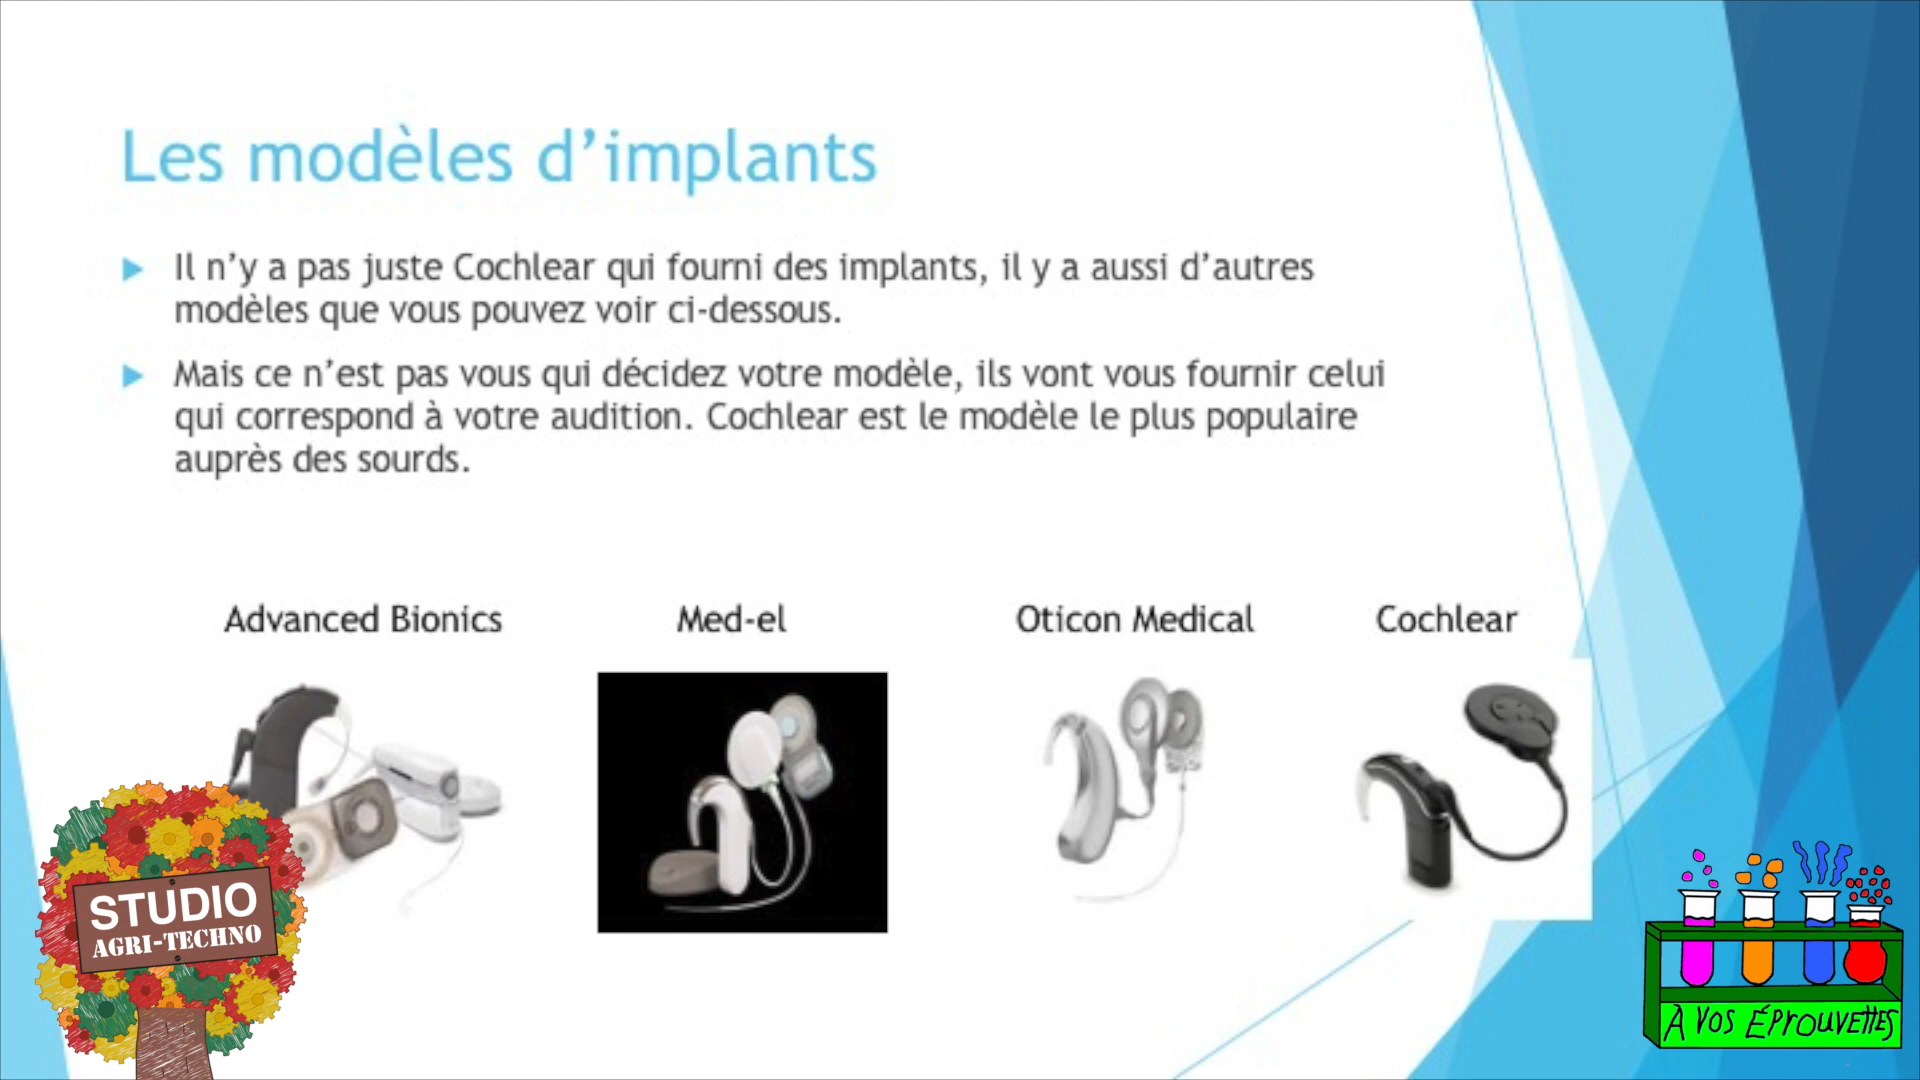 Les modèles d’implants
Il n’y a pas juste Cochlear qui fourni des implants, il y a aussi d’autres
modèles que vous pouvez voir ci-dessous.
Mais ce n’est pas vous qui décidez votre modèle, ils vont vous fournir celui
qui correspond à votre audition. Cochlear est le modèle le plus populaire
auprès des sourds.
Advanced Bionics
Med-el
Oticon Medical
Cochlear
STUDIO
AGRI-TECHNO
A VOS ÉPrOUVEttES